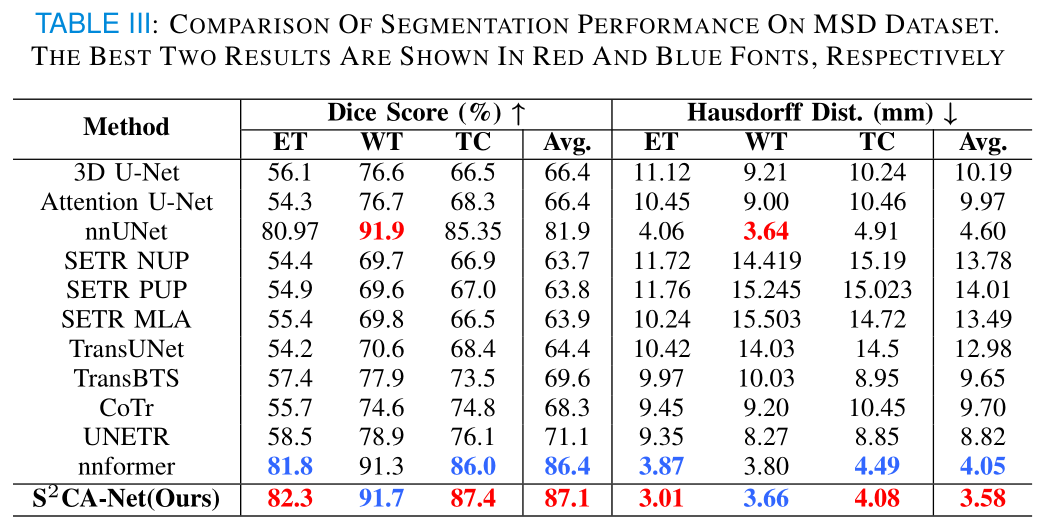 TABLE III: COMPARISON OF SEGMENTATION PERFORMANCE ON MSD DATASET.
THE BEST TWO RESULTS ARE SHOWN IN RED AND BLUE FONTS, RESPECTIVELY
Method Dice Score (%) ↑ Hausdorff Dist. (mm) ↓
ET WT TC Avg. ET WT TC Avg.
3D U-Net 56.1 76.6 66.5 66.4 11.12 9.21 10.24 10.19
Attention U-Net 54.3 76.7 68.3 66.4 10.45 9.00 10.46 9.97
nnUNet 80.97 91.9 85.35 81.9 4.06 3.64 4.91 4.60
SETR NUP 54.4 69.7 66.9 63.7 11.72 14.419 15.19 13.78
SETR PUP 54.9 69.6 67.0 63.8 11.76 15.245 15.023 14.01
SETR MLA 55.4 69.8 66.5 63.9 10.24 15.503 14.72 13.49
TransUNet 54.2 70.6 68.4 64.4 10.42 14.03 14.5 12.98
TransBTS 57.4 77.9 73.5 69.6 9.97 10.03 8.95 9.65
CoTr 55.7 74.6 74.8 68.3 9.45 9.20 10.45 9.70
UNETR 58.5 78.9 76.1 71.1 9.35 8.27 8.85 8.82
nnformer 81.8 91.3 86.0 86.4 3.87 3.80 4.49 4.05
S²CA-Net(Ours) 82.3 91.7 87.4 87.1 3.01 3.66 4.08 3.58